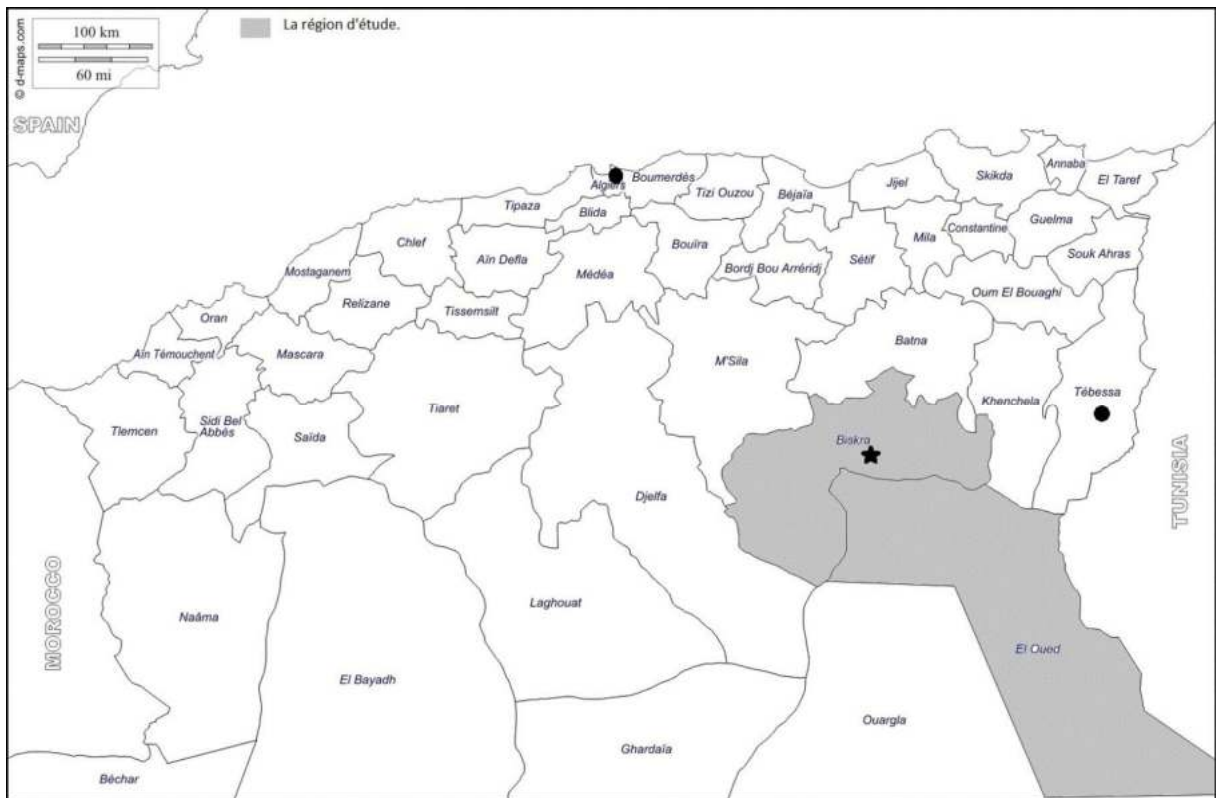 100 km
60 mi
© d-maps.com
La région d'étude.
SPAIN
Algiers
Boumerdès
Tizi Ouzou
Béjaïa
Jijel
Skikda
Annaba
El Taref
Tipaza
Blida
Chlef
Aïn Defla
Médéa
Bouïra
Bordj Bou Arréridj
Sétif
Mila
Constantine
Guelma
Souk Ahras
Mostaganem
Relizane
Tissemsilt
Oum El Bouaghi
Oran
Aïn Témouchent
Mascara
M'Sila
Batna
Khenchela
Tébessa
Tlemcen
Sidi Bel
Abbès
Saïda
Tiaret
Biskra
Djelfa
TUNISIA
MOROCCO
Naâma
Laghouat
El Oued
El Bayadh
Ouargla
Ghardaïa
Béchar